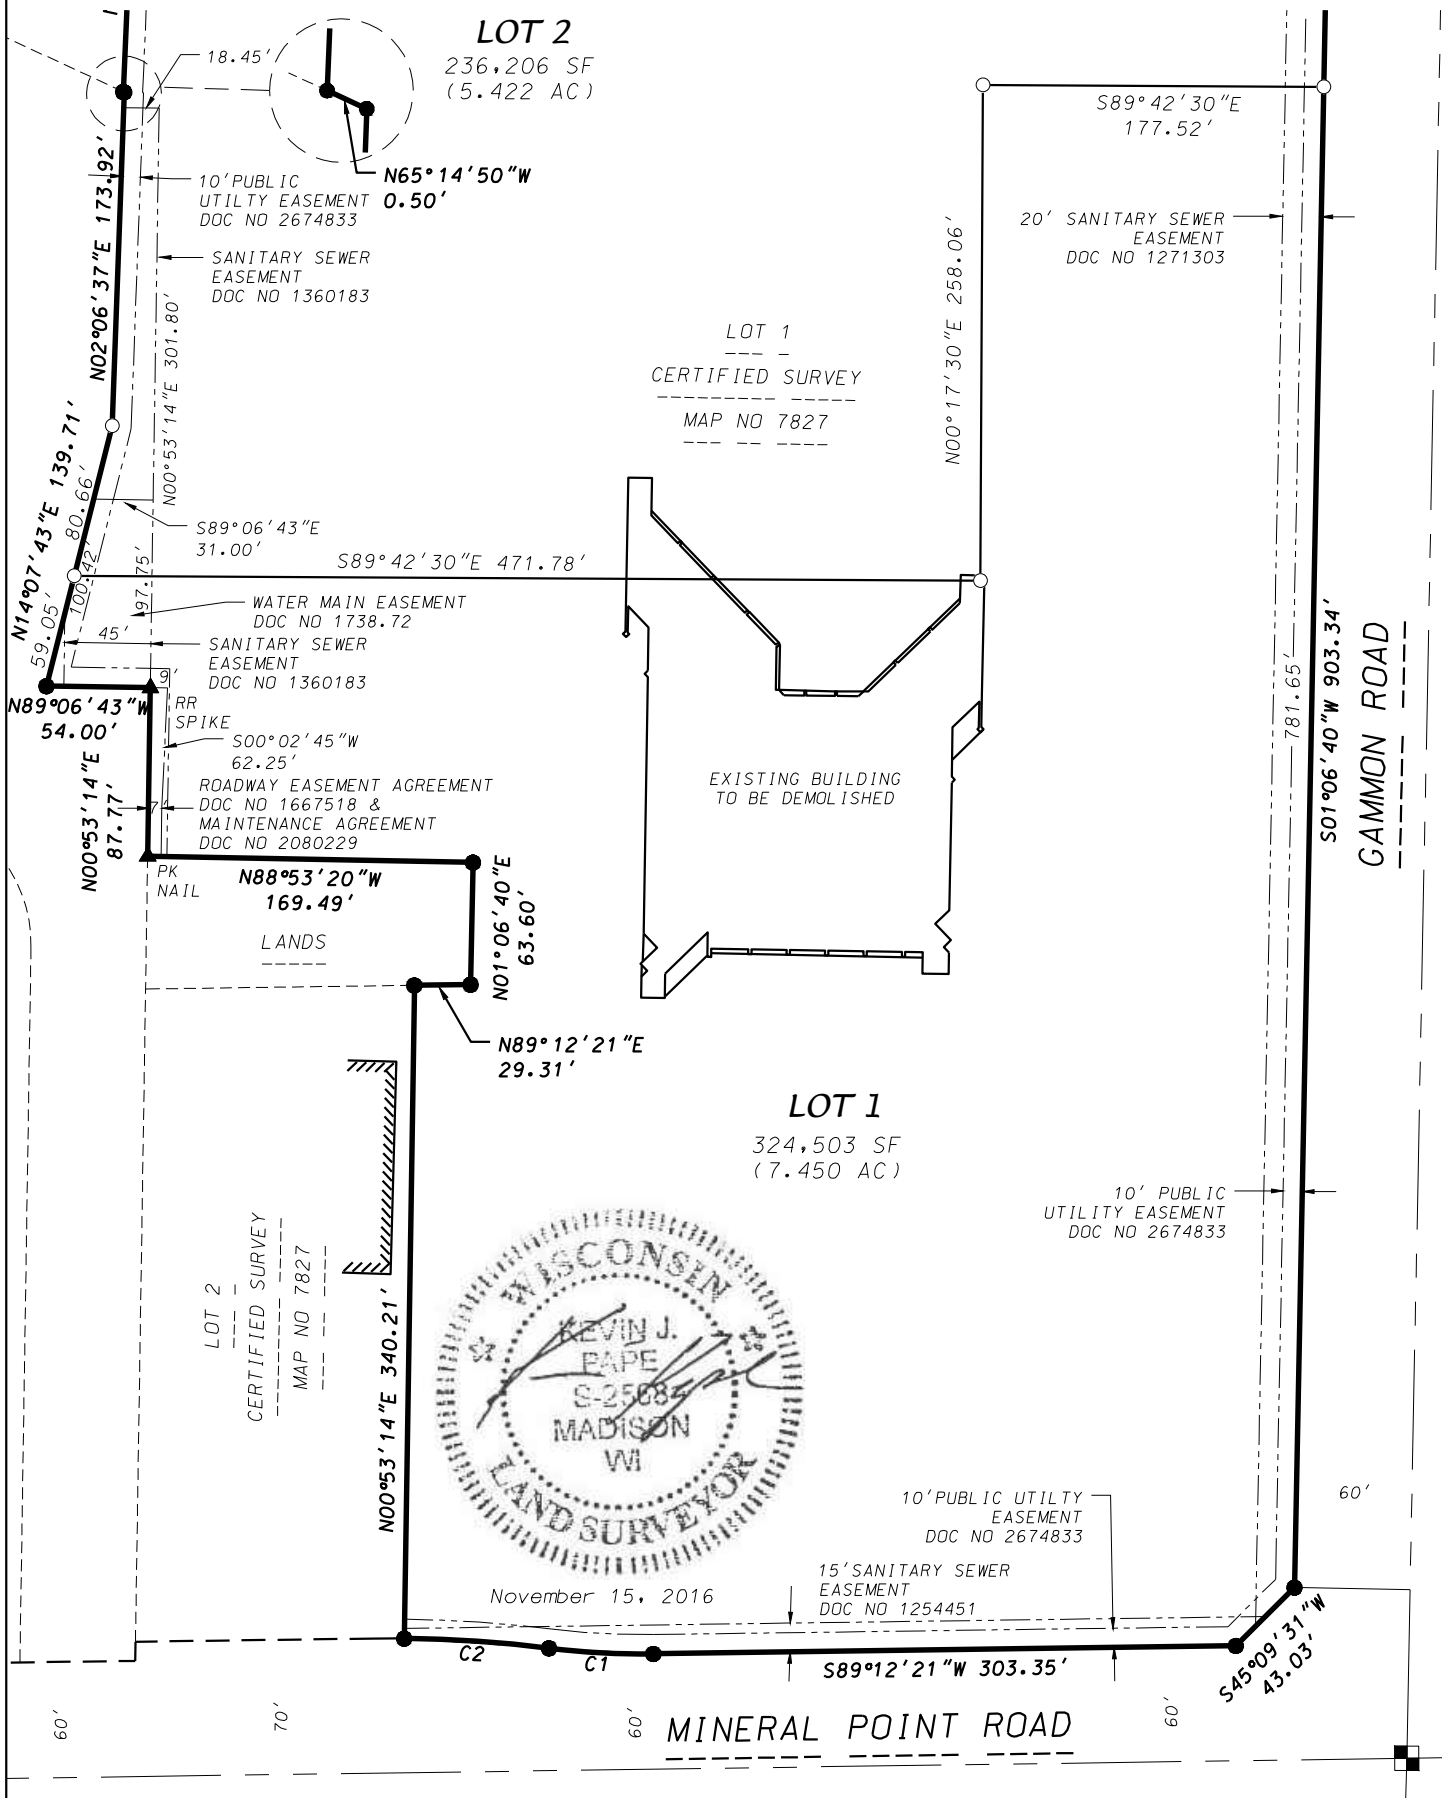 LOT 2
236,206 SF
(5.422 AC)
18.45'
N65°14'50"W
0.50'
S89°42'30"E
177.52'
N02°06'37"E 173.92'
10'PUBLIC
UTILTY EASEMENT
DOC NO 2674833
SANITARY SEWER
EASEMENT
DOC NO 1360183
N00°53'14"E 301.80'
20' SANITARY SEWER
EASEMENT
DOC NO 1271303
N00°17'30"E 258.06'
LOT 1
CERTIFIED SURVEY
MAP NO 7827
N14°07'43"E 139.71'
80.66'
100.42'
59.05'
97.75'
S89°06'43"E
31.00'
S89°42'30"E 471.78'
WATER MAIN EASEMENT
DOC NO 1738.72
45'
SANITARY SEWER
EASEMENT
DOC NO 1360183
9'
N89°06'43"W
54.00'
RR
SPIKE
S00°02'45"W
62.25'
ROADWAY EASEMENT AGREEMENT
DOC NO 1667518 &
MAINTENANCE AGREEMENT
DOC NO 2080229
7'
N00°53'14"E
87.77'
PK
NAIL
N88°53'20"W
169.49'
LANDS
N01°06'40"E
63.60'
N89°12'21"E
29.31'
EXISTING BUILDING
TO BE DEMOLISHED
781.65'
S01°06'40"W 903.34'
GAMMON ROAD
LOT 1
324,503 SF
(7.450 AC)
10' PUBLIC
UTILITY EASEMENT
DOC NO 2674833
LOT 2
CERTIFIED SURVEY
MAP NO 7827
N00°53'14"E 340.21'
WISCONSIN
KEVIN J.
PAPE
MADISON
WI
LAND SURVEYOR
November 15, 2016
10'PUBLIC UTILTY
EASEMENT
DOC NO 2674833
15'SANITARY SEWER
EASEMENT
DOC NO 1254451
60'
C2
C1
S89°12'21"W 303.35'
S45°09'31"W
43.03'
60'
70'
60'
MINERAL POINT ROAD
60'